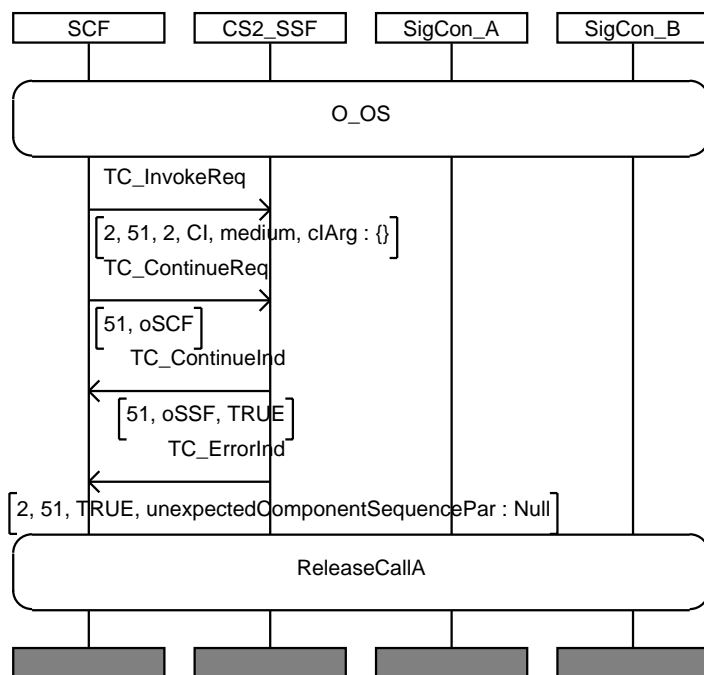 SCF CS2_SSF SigCon_A SigCon_B
O_OS
TC_InvokeReq
2, 51, 2, CI, medium, cIArg : {}
TC_ContinueReq
51, oSCF
TC_ContinueInd
51, oSSF, TRUE
TC_ErrorInd
2, 51, TRUE, unexpectedComponentSequencePar : Null
ReleaseCallA